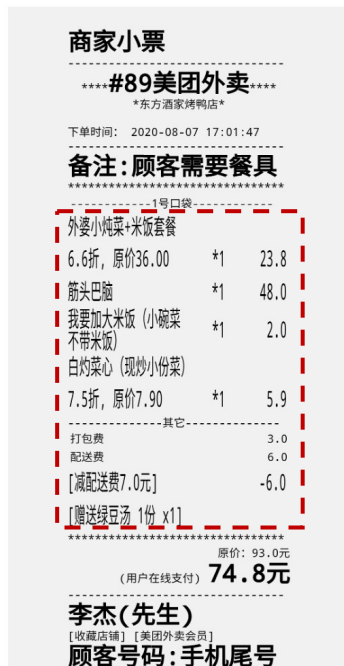 商家小票
****#89美团外卖****
*东方酒家烤鸭店*
下单时间： 2020-08-07 17:01:47
备注:顾客需要餐具
********************************
------------1号口袋------------
外婆小炖菜+米饭套餐
6.6折，原价36.00 *1 23.8
筋头巴脑 *1 48.0
我要加大米饭（小碗菜
不带米饭） *1 2.0
白灼菜心（现炒小份菜）
7.5折，原价7.90 *1 5.9
--------------其它--------------
打包费 3.0
配送费 6.0
[减配送费7.0元] -6.0
[赠送绿豆汤 1份 x1]
********************************
原价：93.0元
(用户在线支付) 74.8元
李杰(先生)
[收藏店铺] [美团外卖会员]
顾客号码:手机尾号